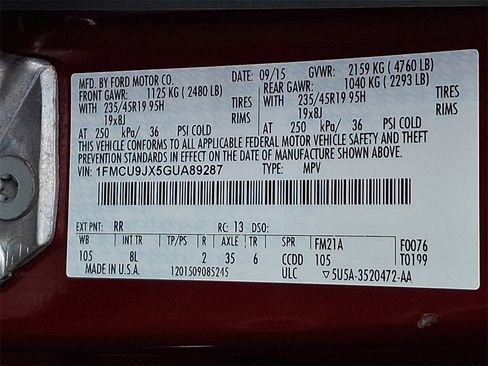 MFD. BY FORD MOTOR CO. DATE: 09/15 GVWR: 2159 KG ( 4760 LB)
FRONT GAWR: 1125 KG ( 2480 LB) REAR GAWR: 1040 KG ( 2293 LB)
WITH 235/45R19 95H TIRES WITH 235/45R19 95H TIRES
19x8J RIMS 19x8J RIMS
AT 250 kPa/ 36 PSI COLD AT 250 kPa/ 36 PSI COLD
THIS VEHICLE CONFORMS TO ALL APPLICABLE FEDERAL MOTOR VEHICLE SAFETY AND BUMPER
STANDARDS IN EFFECT ON THE DATE OF MANUFACTURE SHOWN ABOVE.
VIN: 1FMCU9JX5GUA89287 TYPE: MPV
EXT PNT: RR RC: 13 DSO:
WB INT TR TP/PS R AXLE TR SPR FM21A F0076
105 8L 2 35 6 CCDD 105 T0199
MADE IN U.S.A. 1201509085245 ULC ▽5U5A-3520472-AA